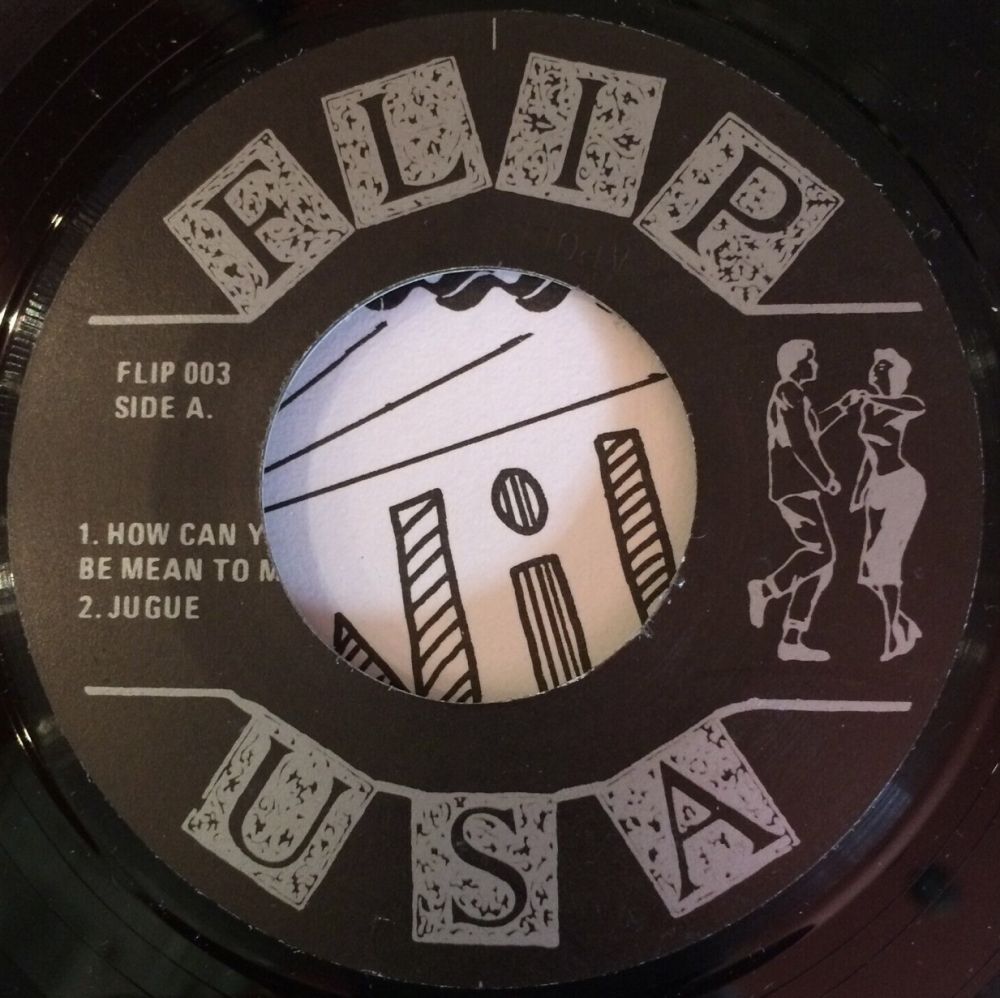 FLIP
FLIP 003
SIDE A.
1. HOW CAN Y
BE MEAN TO M
2. JUGUE
USA